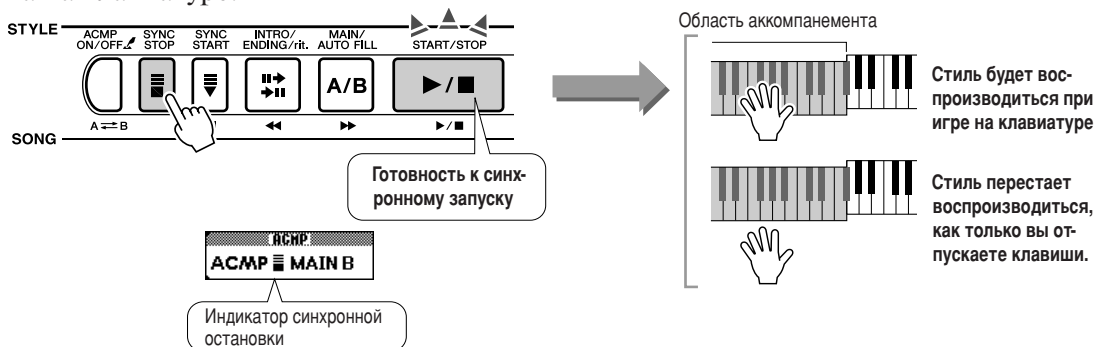 STYLE
ACMP ON/OFF
SYNC STOP
SYNC START
INTRO/ ENDING/rit.
MAIN/ AUTO FILL
START/STOP
A/B
A ⇄ B
SONG
Готовность к синх-
ронному запуску
ACMP
ACMP MAIN B
Индикатор синхронной
остановки
Область аккомпанемента
Стиль будет вос-
производиться при
игре на клавиатуре
Стиль перестает
воспроизводиться,
как только вы от-
пускаете клавиши.